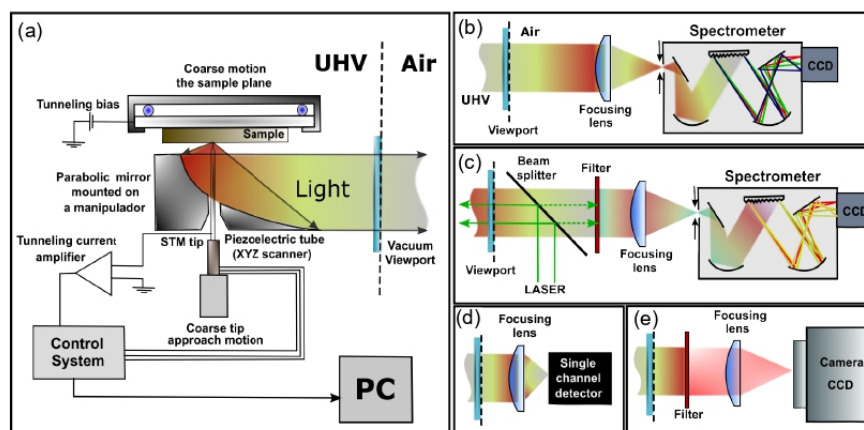 (a)
Coarse motion
the sample plane
UHV
Air
Tunneling bias
Sample
Parabolic mirror
mounted on
a manipulador
Light
STM tip
Piezoelectric tube
(XYZ scanner)
Vacuum
Viewport
Tunneling current
amplifier
Coarse tip
approach motion
Control
System
PC
(b)
Air
Spectrometer
CCD
UHV
Focusing
lens
Viewport
(c)
Beam
splitter
Filter
Spectrometer
CCD
Viewport
Focusing
lens
LASER
(d)
Focusing
lens
Single
channel
detector
(e)
Focusing
lens
Camera
CCD
Filter